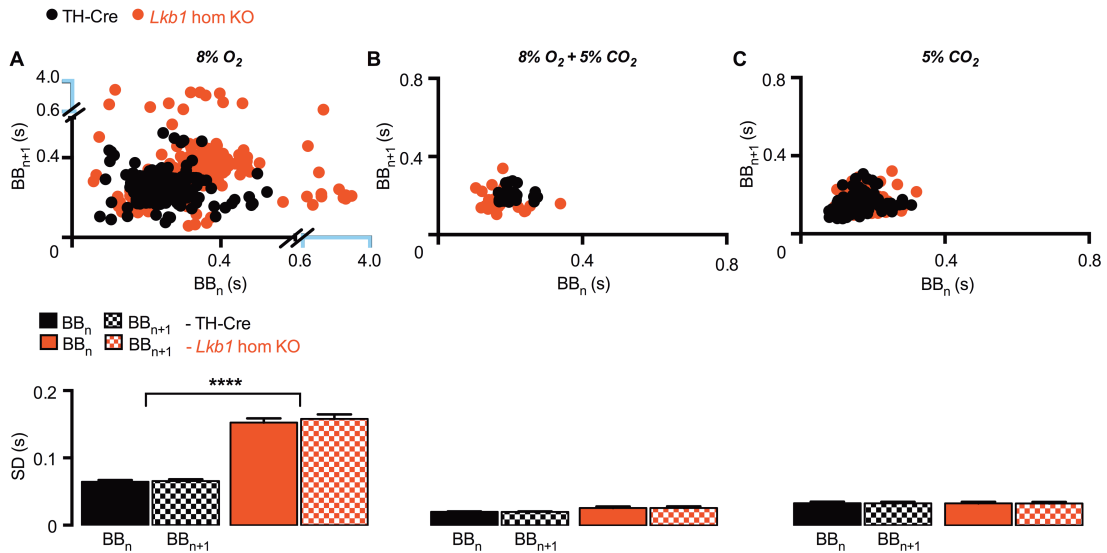 TH-Cre Lkb1 hom KO
A 8% O2 B 8% O2 + 5% CO2 C 5% CO2
4.0 0.6 0.4 0 BBn+1 (s)
0 0.4 0.6 4.0
BBn (s)
0.8 0.4 0 BBn+1 (s)
0.4 0.8
BBn (s)
0.8 0.4 0 BBn+1 (s)
0.4 0.8
BBn (s)
BBn BBn+1 - TH-Cre
BBn BBn+1 - Lkb1 hom KO
0.2 0.1 0 SD (s)
****
BBn BBn+1 BBn BBn+1 BBn BBn+1